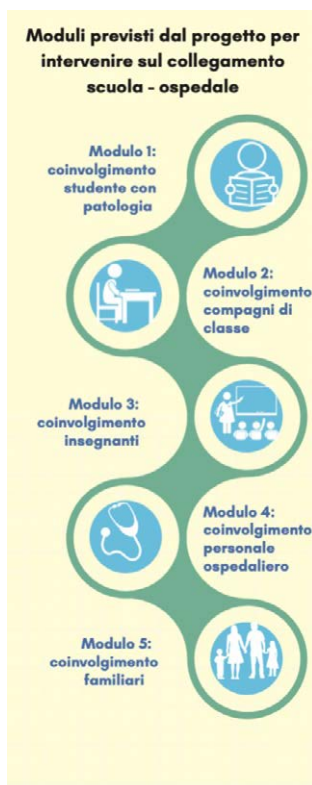 Moduli previsti dal progetto per
intervenire sul collegamento
scuola - ospedale
Modulo 1:
coinvolgimento
studente con
patologia
Modulo 2:
coinvolgimento
compagni di
classe
Modulo 3:
coinvolgimento
insegnanti
Modulo 4:
coinvolgimento
personale
ospedaliero
Modulo 5:
coinvolgimento
familiari